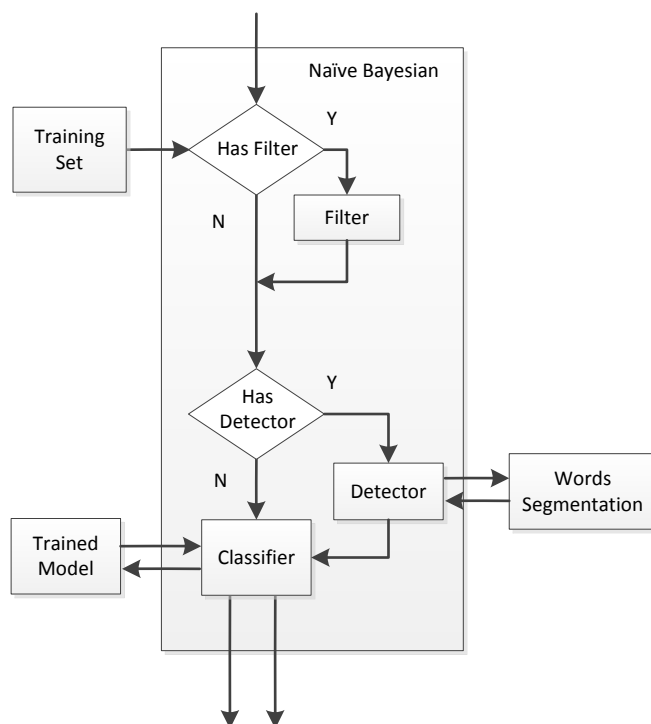 Naïve Bayesian
Training
Set
Has Filter
Y
N
Filter
Has
Detector
Y
N
Detector
Words
Segmentation
Trained
Model
Classifier